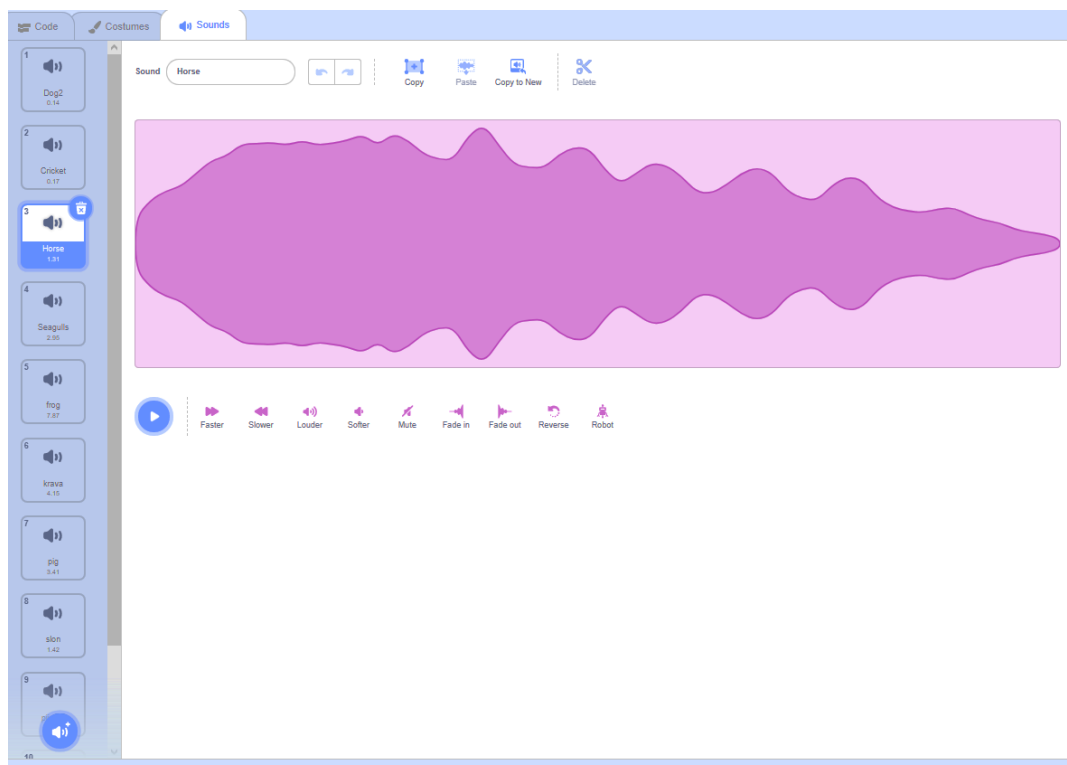 Code
Costumes
Sounds
1
Dog2
0.14
2
Cricket
0.17
3
Horse
1.31
4
Seagulls
2.95
5
frog
7.87
6
krava
4.15
7
pig
3.41
8
slon
1.42
9
10
Sound
Horse
Copy
Paste
Copy to New
Delete
Faster
Slower
Louder
Softer
Mute
Fade in
Fade out
Reverse
Robot